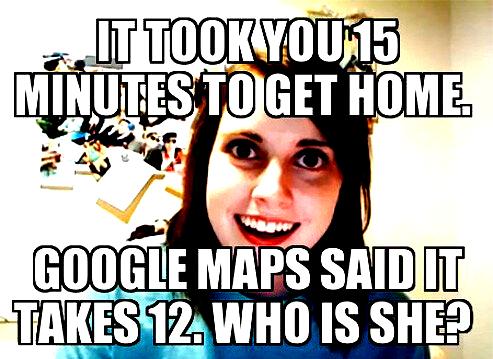 IT TOOK YOU 15
MINUTES TO GET HOME.
GOOGLE MAPS SAID IT
TAKES 12. WHO IS SHE?